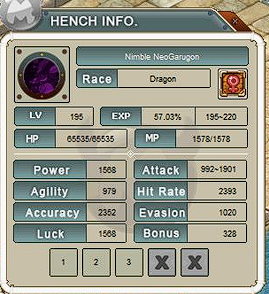 HENCH INFO.
Nimble NeoGarugon
Race Dragon
LV 195 EXP 57.03% 195~220
HP 65535/65535 MP 1578/1578
Power 1568 Attack 992~1901
Agility 979 Hit Rate 2393
Accuracy 2352 Evasion 1020
Luck 1568 Bonus 328
1 2 3 X X